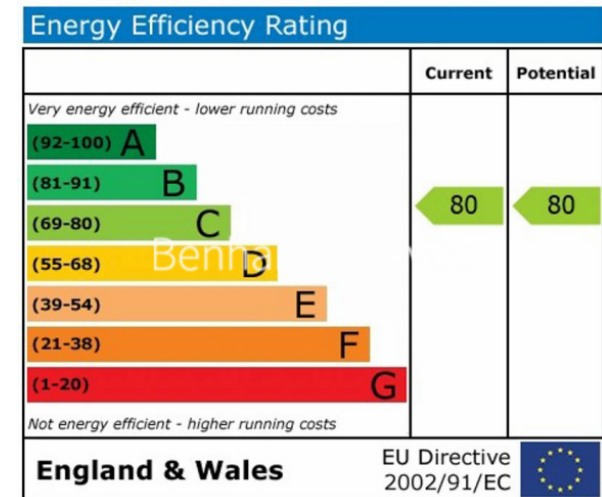 Energy Efficiency Rating
Current Potential
Very energy efficient - lower running costs
(92-100) A
(81-91) B
(69-80) C
80 80
(55-68) D
(39-54) E
(21-38) F
(1-20) G
Not energy efficient - higher running costs
England & Wales
EU Directive
2002/91/EC